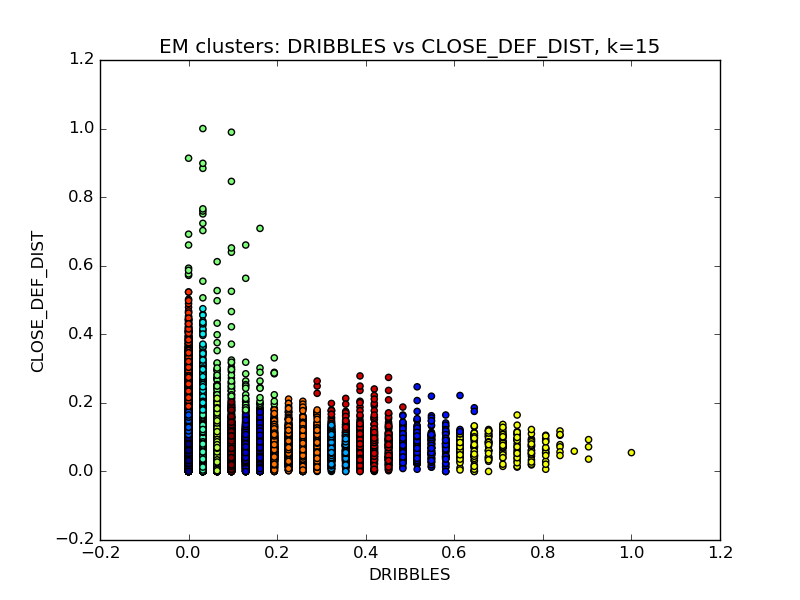 EM clusters: DRIBBLES vs CLOSE_DEF_DIST, k=15
1.2
1.0
0.8
0.6
0.4
0.2
0.0
−0.2
CLOSE_DEF_DIST
−0.2 0.0 0.2 0.4 0.6 0.8 1.0 1.2
DRIBBLES